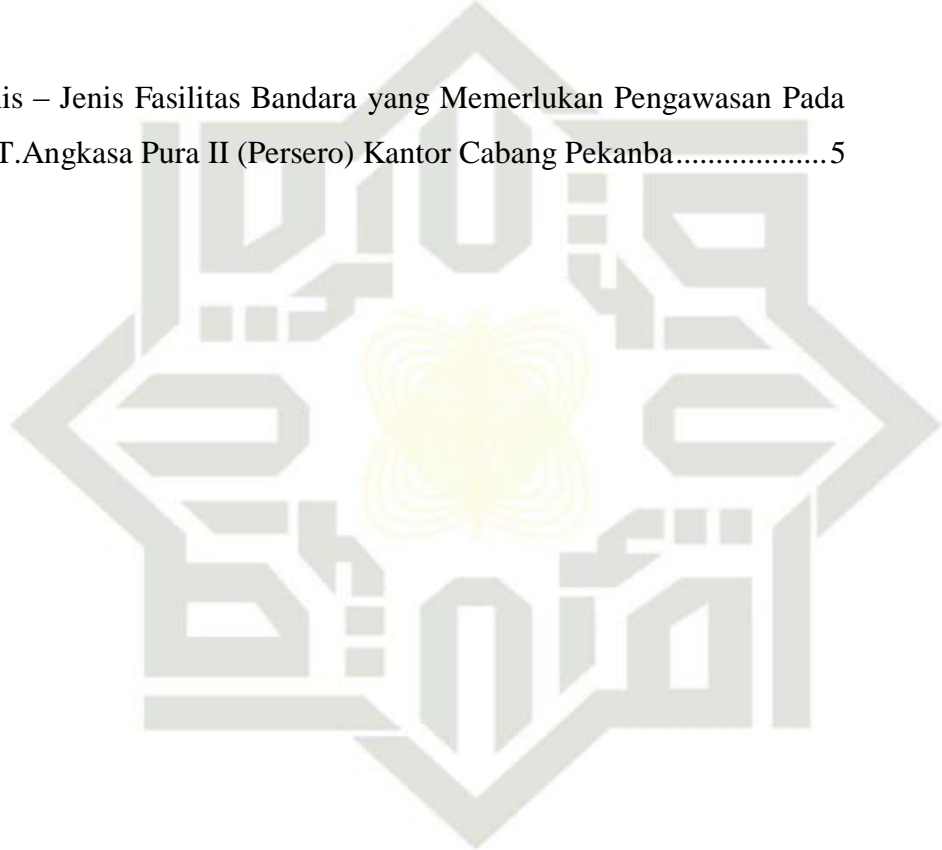 is – Jenis Fasilitas Bandara yang Memerlukan Pengawasan Pada
T.Angkasa Pura II (Persero) Kantor Cabang Pekanba...................5